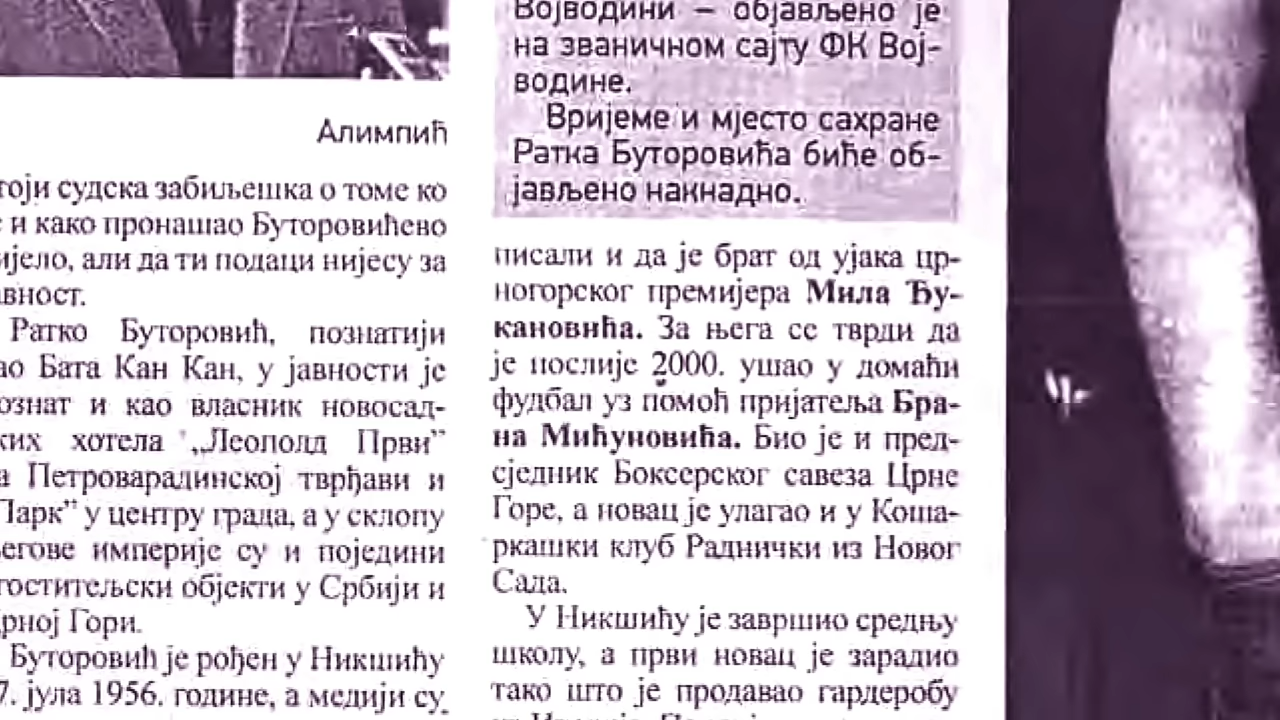 Алимпић
судска забиљешка о томе ко
и како пронашао Буторовићево
али да ти подаци нијесу за
Ратко Буторовић, познатији
Бата Кан Кан, у јавности је
и као власник новосад-
хотела „Леополд Први”
Петроварадинској тврђави и
у центру града, а у склопу
империје су и поједини
објекти у Србији и
Гори.
Буторовић је рођен у Никшићу
7. јула 1956. године, а медији су
Војводини – објављено је
на званичном сајту ФК Вој-
водине.
Вријеме и мјесто сахране
Ратка Буторовића биће об-
јављено накнадно.
писали и да је брат од ујака цр-
ногорског премијера Мила Ђу-
кановића. За њега се тврди да
је послије 2000. ушао у домаћи
фудбал уз помоћ пријатеља Бра-
на Мићуновића. Био је и пред-
сједник Боксерског савеза Црне
Горе, а новац је улагао и у Коша-
ркашки клуб Раднички из Новог
Сада.
У Никшићу је завршио средњу
школу, а први новац је зарадио
тако што је продавао гардеробу